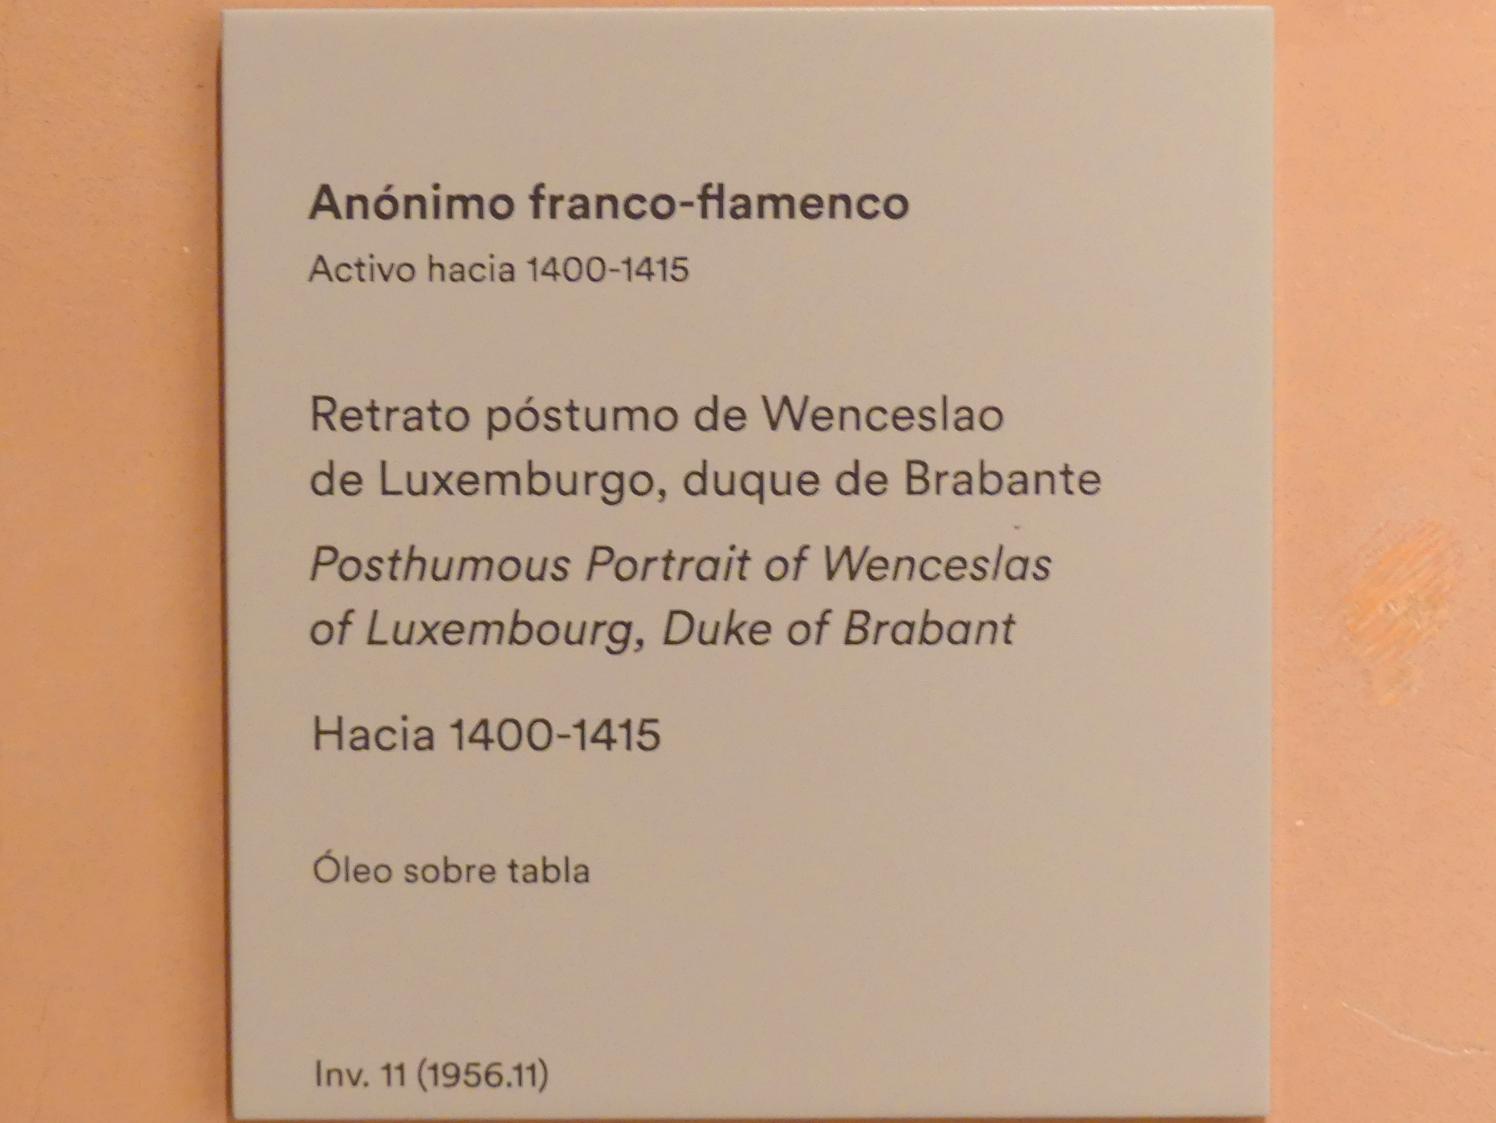 Anónimo franco-flamenco
Activo hacia 1400-1415
Retrato póstumo de Wenceslao
de Luxemburgo, duque de Brabante
Posthumous Portrait of Wenceslas
of Luxembourg, Duke of Brabant
Hacia 1400-1415
Óleo sobre tabla
Inv. 11 (1956.11)